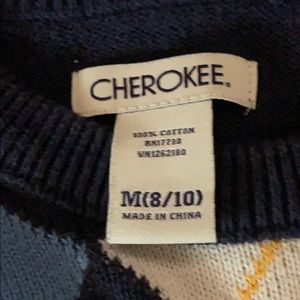 CHEROKEE.
100% COTTON
RN17730
VN1262180
M(8/10)
MADE IN CHINA